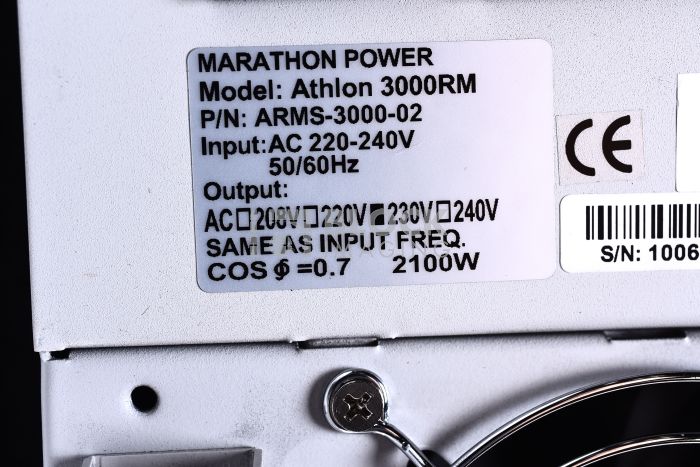 MARATHON POWER
Model: Athlon 3000RM
P/N: ARMS-3000-02
Input: AC 220-240V
50/60Hz
Output:
AC□208V□220V■230V□240V
SAME AS INPUT FREQ.
COS ϕ =0.7 2100W
CE
S/N: 1006